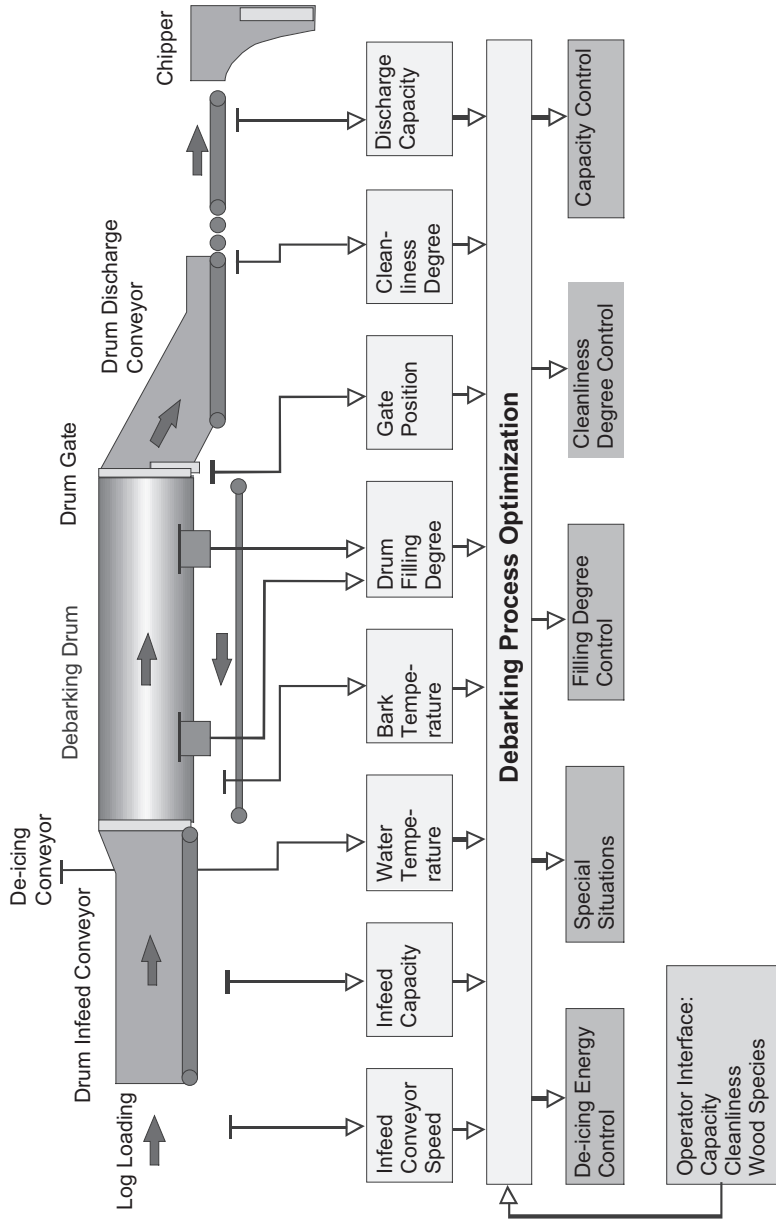 De-icing
Conveyor
Drum Infeed Conveyor
Log Loading
Debarking Drum
Drum Gate
Drum Discharge
Conveyor
Chipper
Infeed
Conveyor
Speed
Infeed
Capacity
Water
Tempe-
rature
Bark
Tempe-
rature
Drum
Filling
Degree
Gate
Position
Clean-
liness
Degree
Discharge
Capacity
Debarking Process Optimization
De-icing Energy
Control
Special
Situations
Filling Degree
Control
Cleanliness
Degree Control
Capacity Control
Operator Interface:
Capacity
Cleanliness
Wood Species